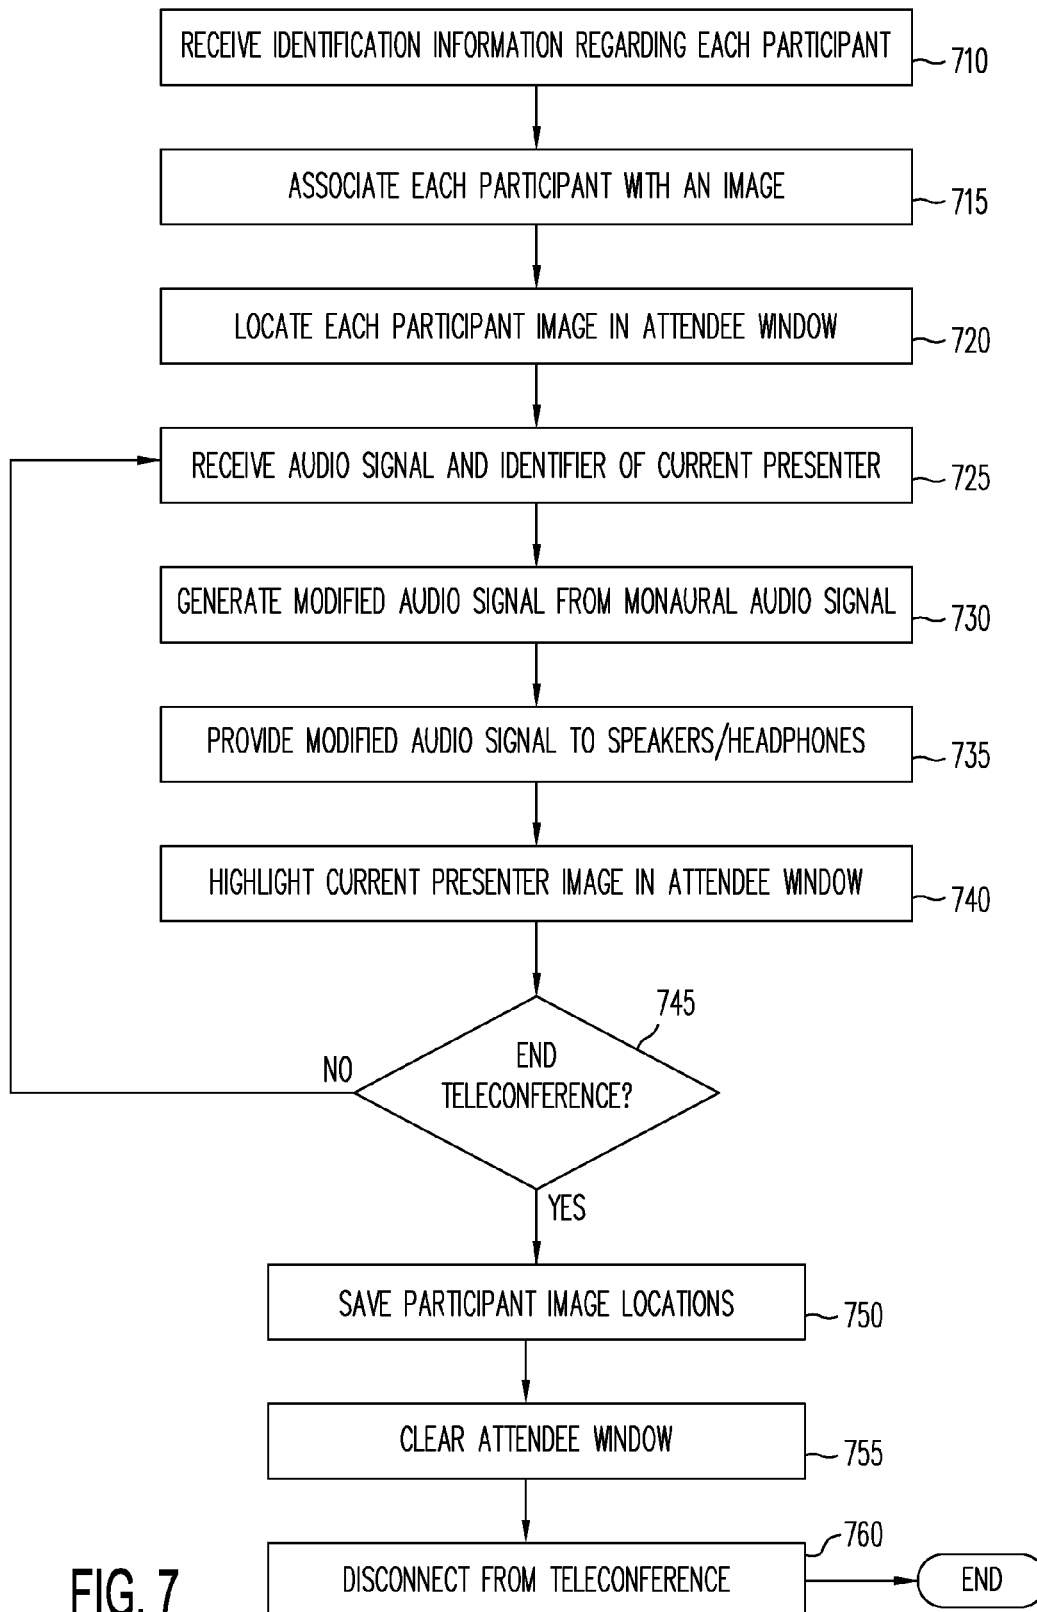 RECEIVE IDENTIFICATION INFORMATION REGARDING EACH PARTICIPANT
710
ASSOCIATE EACH PARTICIPANT WITH AN IMAGE
715
LOCATE EACH PARTICIPANT IMAGE IN ATTENDEE WINDOW
720
RECEIVE AUDIO SIGNAL AND IDENTIFIER OF CURRENT PRESENTER
725
GENERATE MODIFIED AUDIO SIGNAL FROM MONAURAL AUDIO SIGNAL
730
PROVIDE MODIFIED AUDIO SIGNAL TO SPEAKERS/HEADPHONES
735
HIGHLIGHT CURRENT PRESENTER IMAGE IN ATTENDEE WINDOW
740
745
END
TELECONFERENCE?
NO
YES
SAVE PARTICIPANT IMAGE LOCATIONS
750
CLEAR ATTENDEE WINDOW
755
760
DISCONNECT FROM TELECONFERENCE
END
FIG. 7